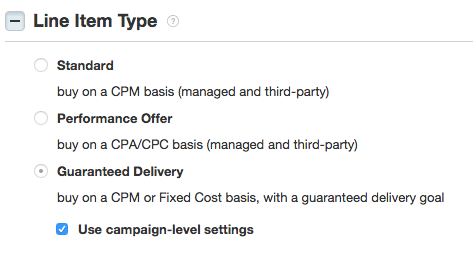 Line Item Type ?
Standard
buy on a CPM basis (managed and third-party)
Performance Offer
buy on a CPA/CPC basis (managed and third-party)
Guaranteed Delivery
buy on a CPM or Fixed Cost basis, with a guaranteed delivery goal
Use campaign-level settings